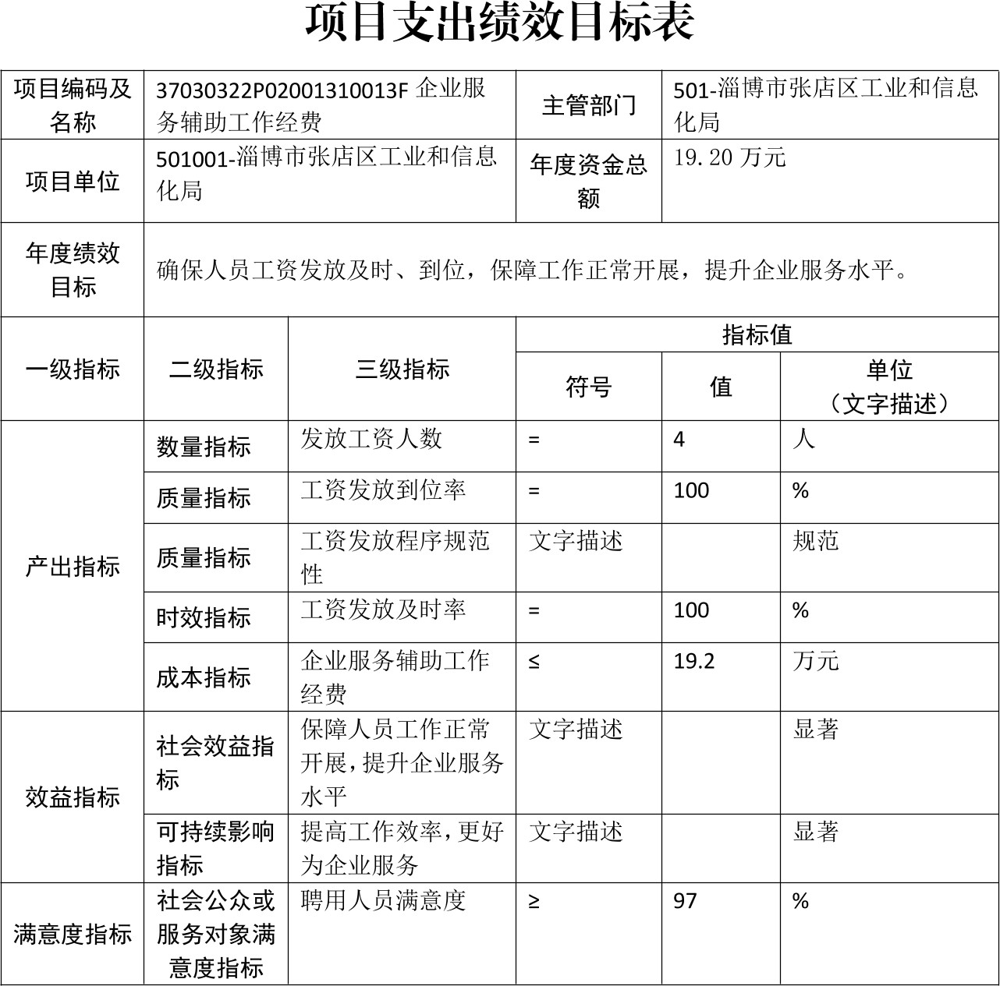 项目支出绩效目标表
项目编码及
名称
37030322P02001310013F 企业服
务辅助工作经费
主管部门
501-淄博市张店区工业和信息
化局
项目单位
501001-淄博市张店区工业和信息
化局
年度资金总
额
19.20 万元
年度绩效
目标
确保人员工资发放及时、到位，保障工作正常开展，提升企业服务水平。
一级指标
二级指标
三级指标
指标值
符号
值
单位
（文字描述）
产出指标
数量指标
发放工资人数
=
4
人
质量指标
工资发放到位率
=
100
%
质量指标
工资发放程序规范
性
文字描述
规范
时效指标
工资发放及时率
=
100
%
成本指标
企业服务辅助工作
经费
≤
19.2
万元
效益指标
社会效益指
标
保障人员工作正常
开展，提升企业服务
水平
文字描述
显著
可持续影响
指标
提高工作效率，更好
为企业服务
文字描述
显著
满意度指标
社会公众或
服务对象满
意度指标
聘用人员满意度
≥
97
%